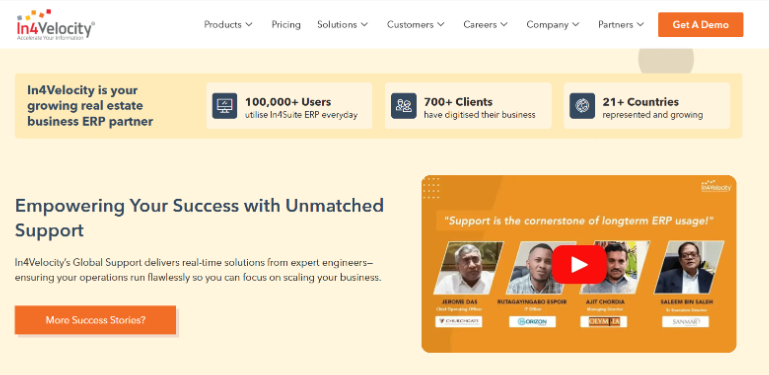 In4Velocity®
Accelerate Your Information
Products
Pricing
Solutions
Customers
Careers
Company
Partners
Get A Demo
In4Velocity is your
growing real estate
business ERP partner
100,000+ Users
utilise In4Suite ERP everyday
700+ Clients
have digitised their business
21+ Countries
represented and growing
Empowering Your Success with Unmatched
Support
In4Velocity's Global Support delivers real-time solutions from expert engineers—
ensuring your operations run flawlessly so you can focus on scaling your business.
More Success Stories?
In4Velocity
"Support is the cornerstone of longterm ERP usage!"
JEROME DAS
Chief Operating Officer
CHURCHGATE
RUTAGAYINGABO ESPOIR
IT Officer
HORIZON
AJIT CHORDIA
Managing Director
OLYMPIA
SALEEM BIN SALEH
Executive Director
SANMAR